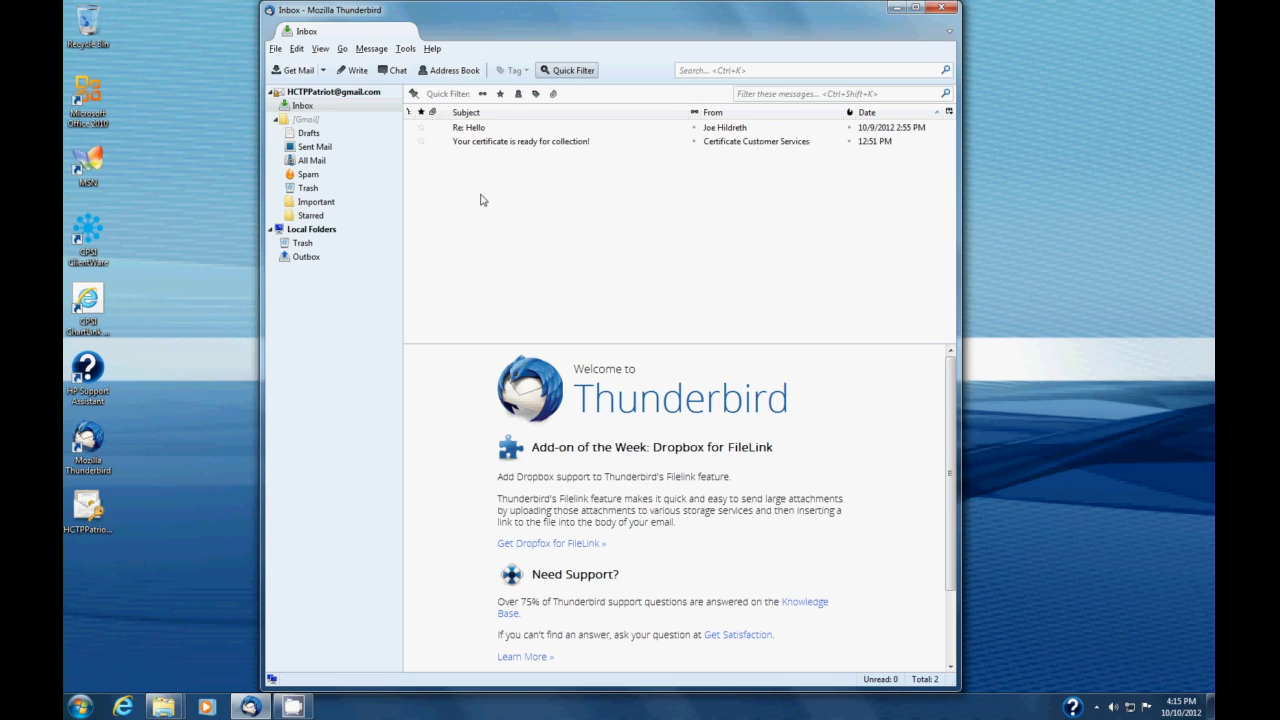 Recycle Bin
Microsoft
Office 2010
MSN
CPSI
ClientWare
CPSI
ChartLink ...
HP Support
Assistant
Mozilla
Thunderbird
HCTPPatrio...
Inbox - Mozilla Thunderbird
Inbox
File Edit View Go Message Tools Help
Get Mail Write Chat Address Book Tag Quick Filter Search... <Ctrl+K>
HCTPPatriot@gmail.com
Inbox
[Gmail]
Drafts
Sent Mail
All Mail
Spam
Trash
Important
Starred
Local Folders
Trash
Outbox
Quick Filter: Filter these messages... <Ctrl+Shift+K>
Subject From Date
Re: Hello Joe Hildreth 10/9/2012 2:55 PM
Your certificate is ready for collection! Certificate Customer Services 12:51 PM
Welcome to
Thunderbird
Add-on of the Week: Dropbox for FileLink
Add Dropbox support to Thunderbird's Filelink feature.
Thunderbird's Filelink feature makes it quick and easy to send large attachments
by uploading those attachments to various storage services and then inserting a
link to the file into the body of your email.
Get Dropfox for FileLink »
Need Support?
Over 75% of Thunderbird support questions are answered on the Knowledge
Base.
If you can't find an answer, ask your question at Get Satisfaction.
Learn More »
Unread: 0 Total: 2
4:15 PM
10/10/2012